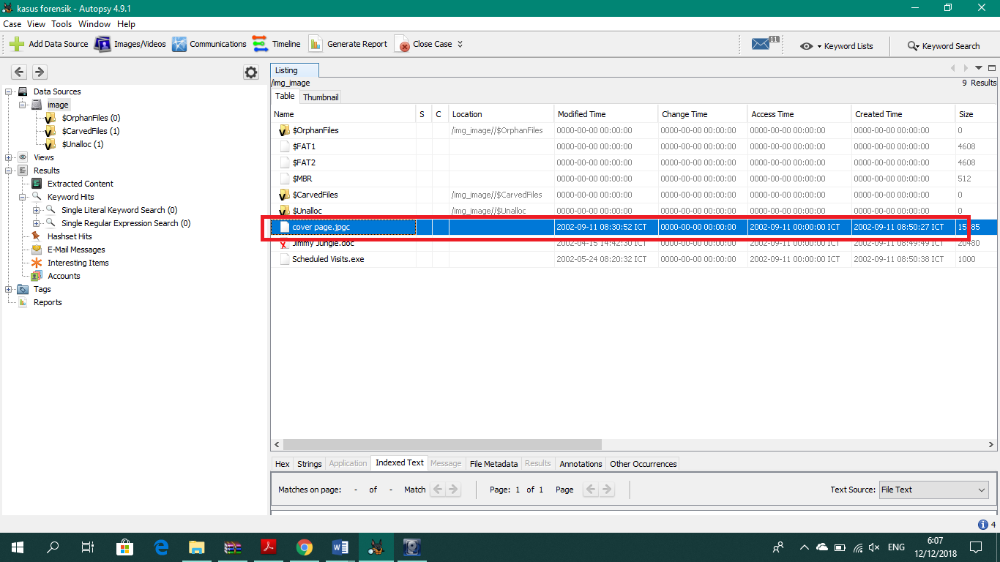 kasus forensik - Autopsy 4.9.1
Case View Tools Window Help
Add Data Source Images/Videos Communications Timeline Generate Report Close Case 11 Keyword Lists Keyword Search
Listing
/img_image 9 Results
Table Thumbnail
Data Sources
image
$OrphanFiles (0)
$CarvedFiles (1)
$Unalloc (1)
Views
Results
Extracted Content
Keyword Hits
Single Literal Keyword Search (0)
Single Regular Expression Search (0)
Hashset Hits
E-Mail Messages
Interesting Items
Accounts
Tags
Reports
Name S C Location Modified Time Change Time Access Time Created Time Size
$OrphanFiles /img_image//$OrphanFiles 0000-00-00 00:00:00 0000-00-00 00:00:00 0000-00-00 00:00:00 0000-00-00 00:00:00 0
$FAT1 0000-00-00 00:00:00 0000-00-00 00:00:00 0000-00-00 00:00:00 0000-00-00 00:00:00 4608
$FAT2 0000-00-00 00:00:00 0000-00-00 00:00:00 0000-00-00 00:00:00 0000-00-00 00:00:00 4608
$MBR 0000-00-00 00:00:00 0000-00-00 00:00:00 0000-00-00 00:00:00 0000-00-00 00:00:00 512
$CarvedFiles /img_image//$CarvedFiles 0000-00-00 00:00:00 0000-00-00 00:00:00 0000-00-00 00:00:00 0000-00-00 00:00:00 0
$Unalloc /img_image//$Unalloc 0000-00-00 00:00:00 0000-00-00 00:00:00 0000-00-00 00:00:00 0000-00-00 00:00:00 0
cover page.jpgc 2002-09-11 08:30:52 ICT 0000-00-00 00:00:00 2002-09-11 00:00:00 ICT 2002-09-11 08:50:27 ICT
Jimmy Jungle.doc 2002-04-15 14:42:30 ICT 0000-00-00 00:00:00 2002-09-11 00:00:00 ICT 2002-09-11 08:49:49 ICT 20480
Scheduled Visits.exe 2002-05-24 08:20:32 ICT 0000-00-00 00:00:00 2002-09-11 00:00:00 ICT 2002-09-11 08:50:38 ICT 1000
Hex Strings Application Indexed Text Message File Metadata Results Annotations Other Occurrences
Matches on page: - of - Match Page: 1 of 1 Page Text Source: File Text
4
ENG 6:07
12/12/2018